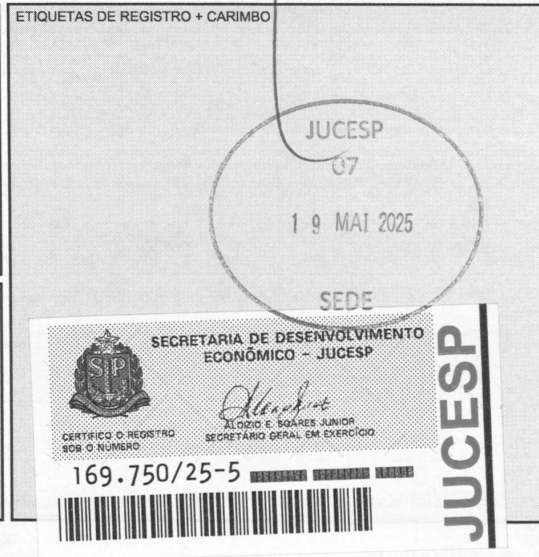 ETIQUETAS DE REGISTRO + CARIMBO
JUCESP
07
19 MAI 2025
SEDE
SECRETARIA DE DESENVOLVIMENTO
ECONÔMICO - JUCESP
SP
ALOIZIO E. SOARES JUNIOR
SECRETÁRIO GERAL EM EXERCÍCIO
CERTIFICO O REGISTRO
SOB O NÚMERO
169.750/25-5
JUCESP